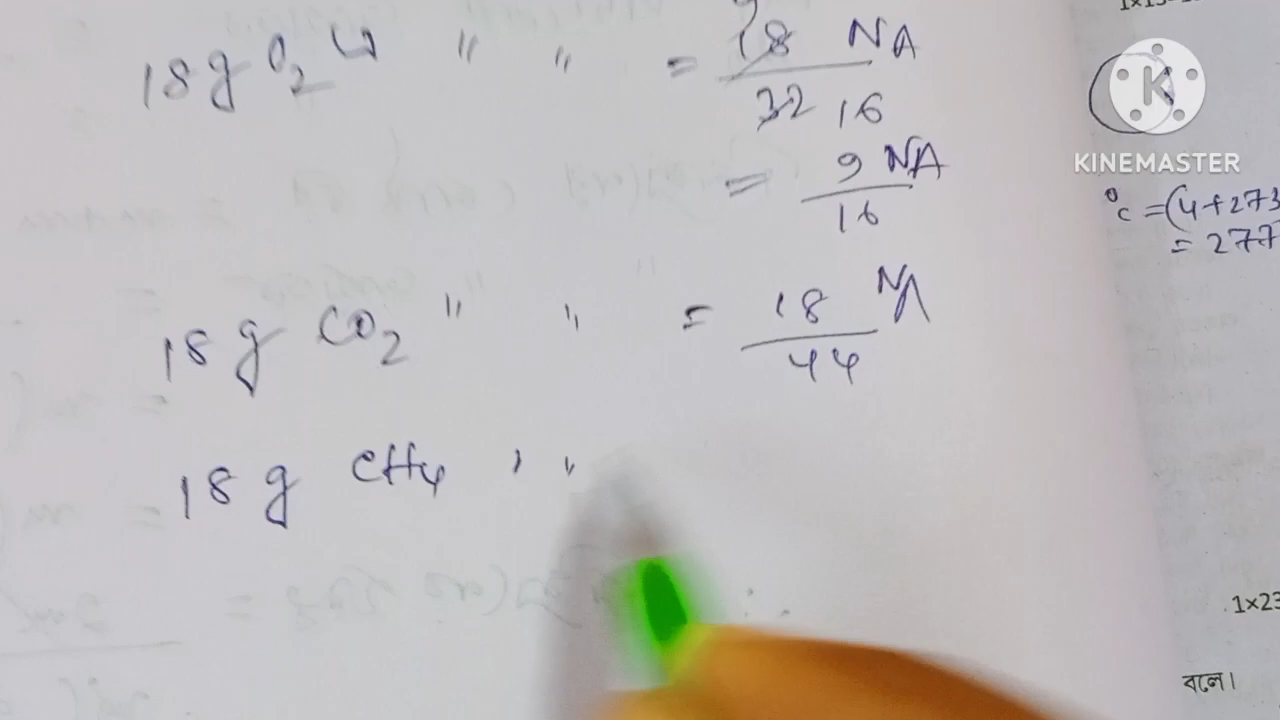 18 g O2 " " = 18 NA
32 16
= 9 NA
16
18 g CO2 " " = 18 NA
44
18 g CH4 " "
K
KINEMASTER
°c = (4+273
= 277
1×23
বলে।